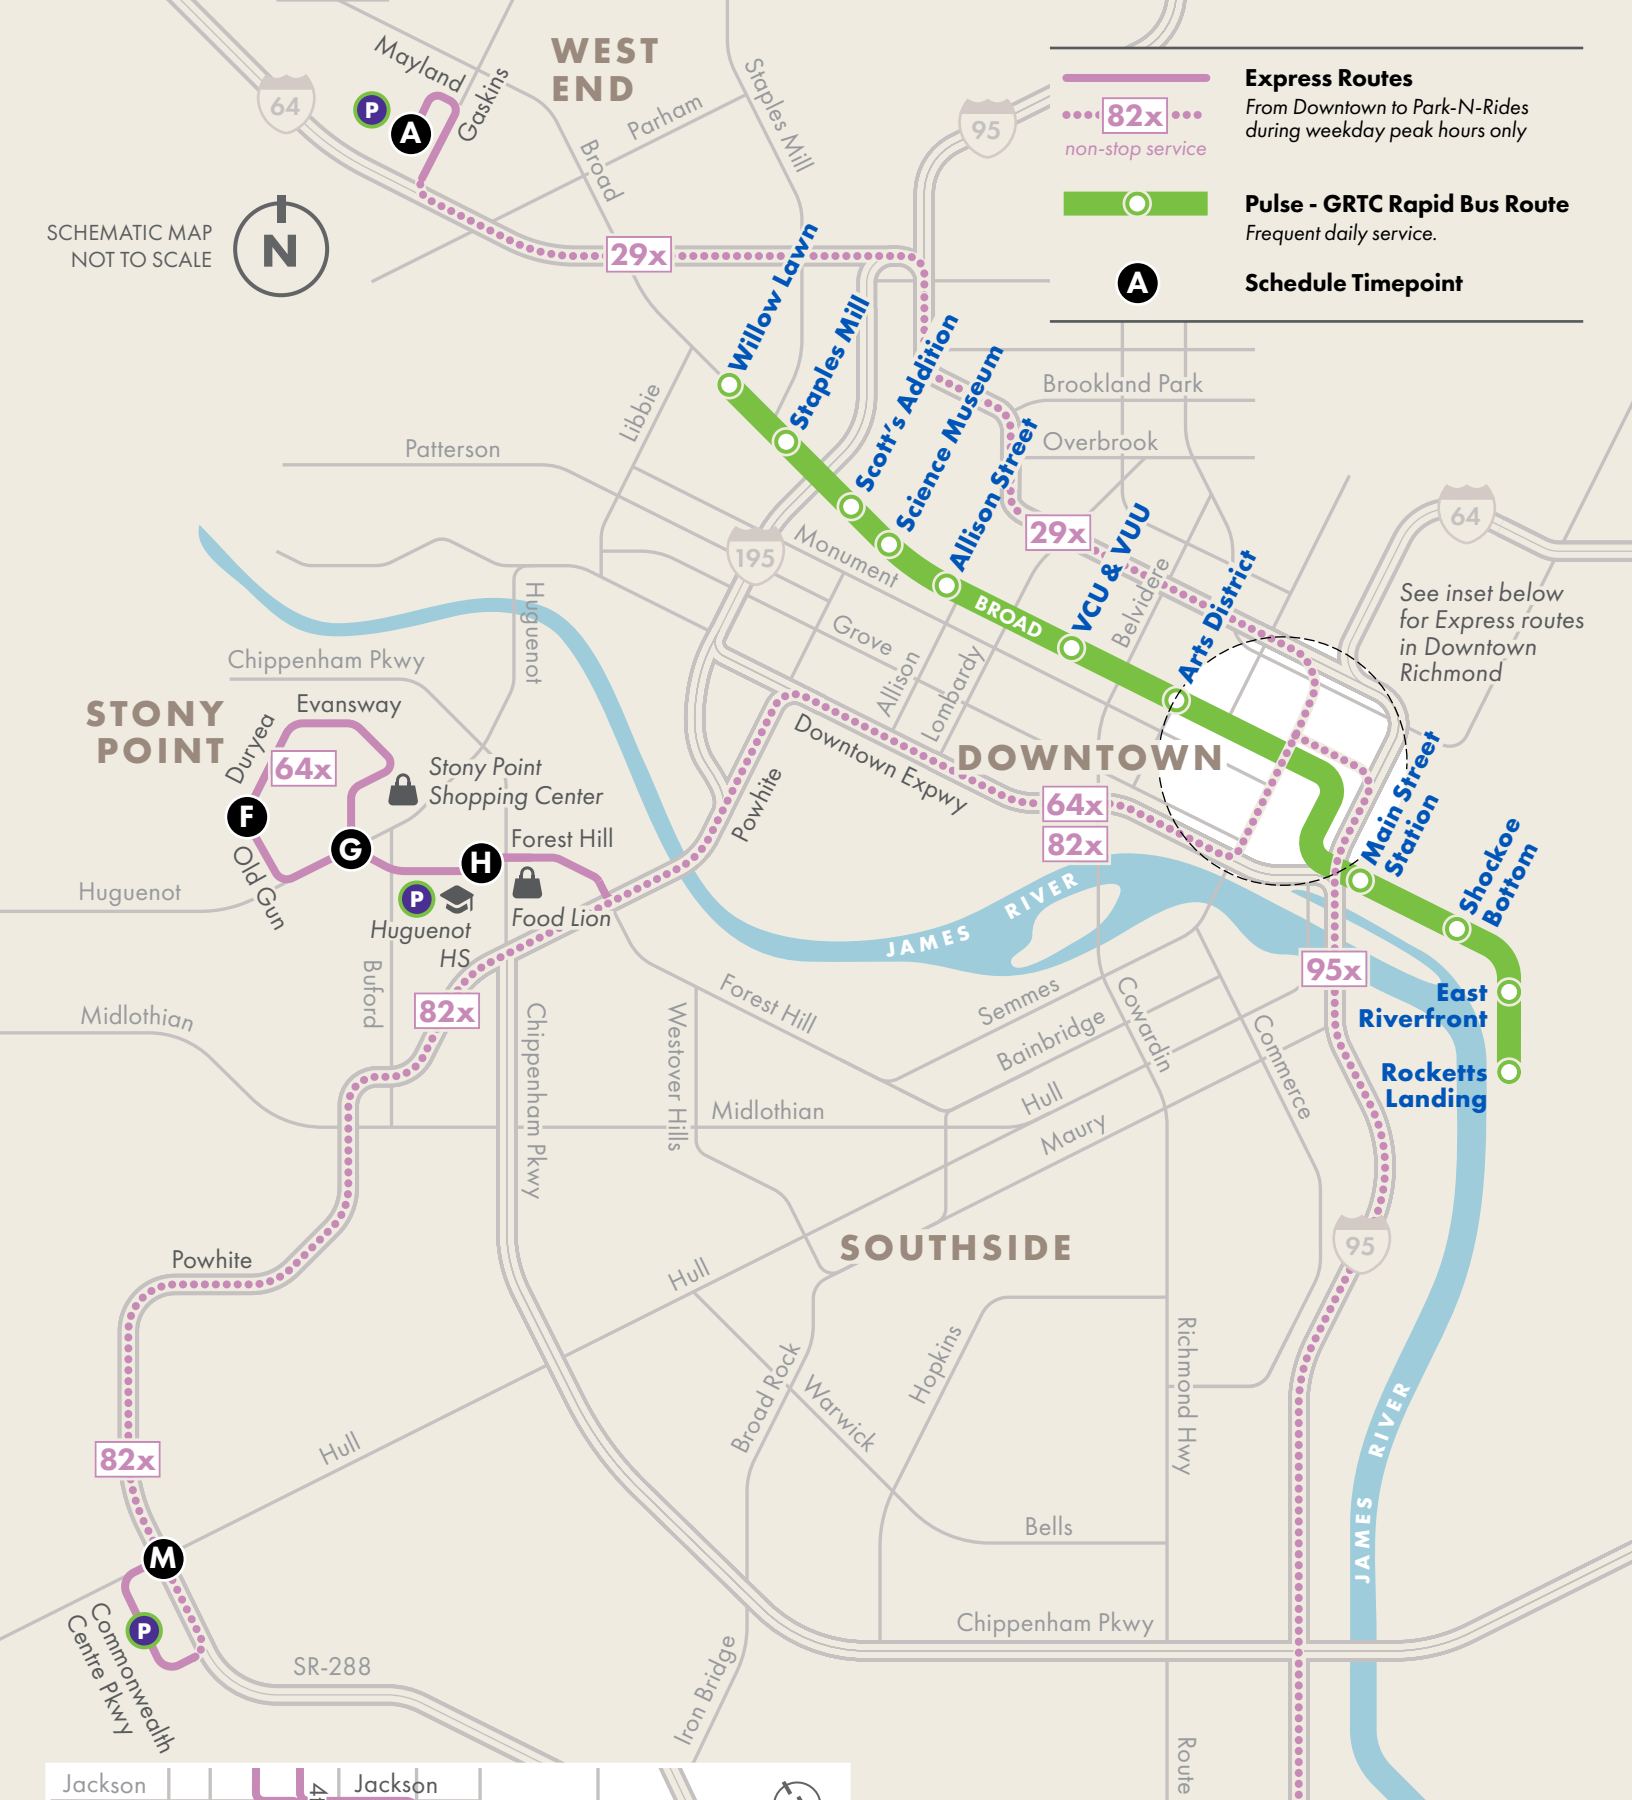 WEST
END
Mayland
Gaskins
64
P
A
Parham
Staples Mill
Broad
95
Express Routes
82x
From Downtown to Park-N-Rides
during weekday peak hours only
non-stop service
Pulse - GRTC Rapid Bus Route
Frequent daily service.
A
Schedule Timepoint
SCHEMATIC MAP
NOT TO SCALE
N
29x
Willow Lawn
Staples Mill
Scott's Addition
Science Museum
Allison Street
VCU & VUU
Arts District
Brookland Park
Overbrook
Libbie
Patterson
29x
64
195
Monument
BROAD
Belvidere
Grove
Allison
Lombardy
See inset below
for Express routes
in Downtown
Richmond
Huguenot
Chippenham Pkwy
STONY
POINT
Evansway
Duryea
64x
Stony Point
Shopping Center
F
G
H
Forest Hill
Old Gun
Huguenot
P
Huguenot
HS
Food Lion
Powhite
Downtown Expwy
DOWNTOWN
64x
82x
Main Street
Station
Shockoe
Bottom
JAMES RIVER
95x
East
Riverfront
Rocketts
Landing
82x
Buford
Midlothian
Chippenham Pkwy
Westover Hills
Forest Hill
Semmes
Bainbridge
Cowardin
Commerce
Hull
Midlothian
Maury
Powhite
SOUTHSIDE
95
Hull
Hopkins
Broad Rock
Warwick
Richmond Hwy
JAMES RIVER
Hull
82x
M
P
Commonwealth
Centre Pkwy
Bells
Chippenham Pkwy
SR-288
Iron Bridge
Route
Jackson
Jackson